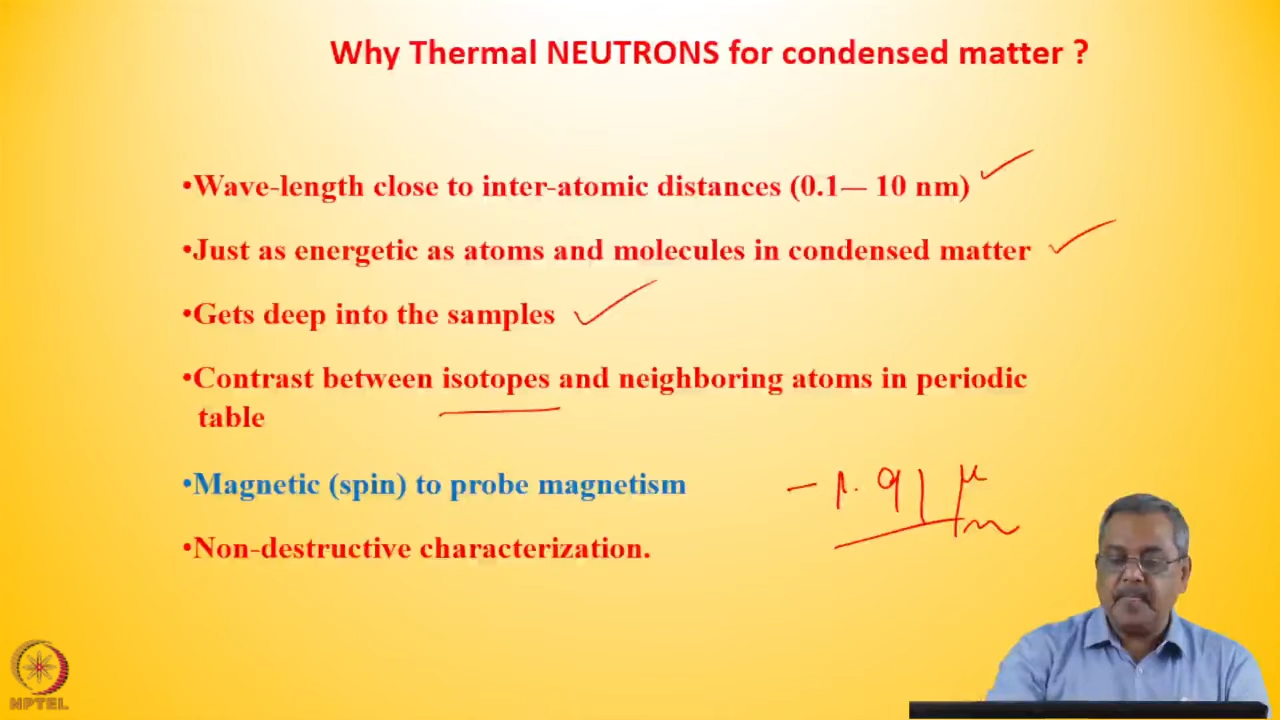 Why Thermal NEUTRONS for condensed matter ?
•Wave-length close to inter-atomic distances (0.1— 10 nm)
•Just as energetic as atoms and molecules in condensed matter
•Gets deep into the samples
•Contrast between isotopes and neighboring atoms in periodic
table
•Magnetic (spin) to probe magnetism
-1.91 μ
•Non-destructive characterization.
NPTEL